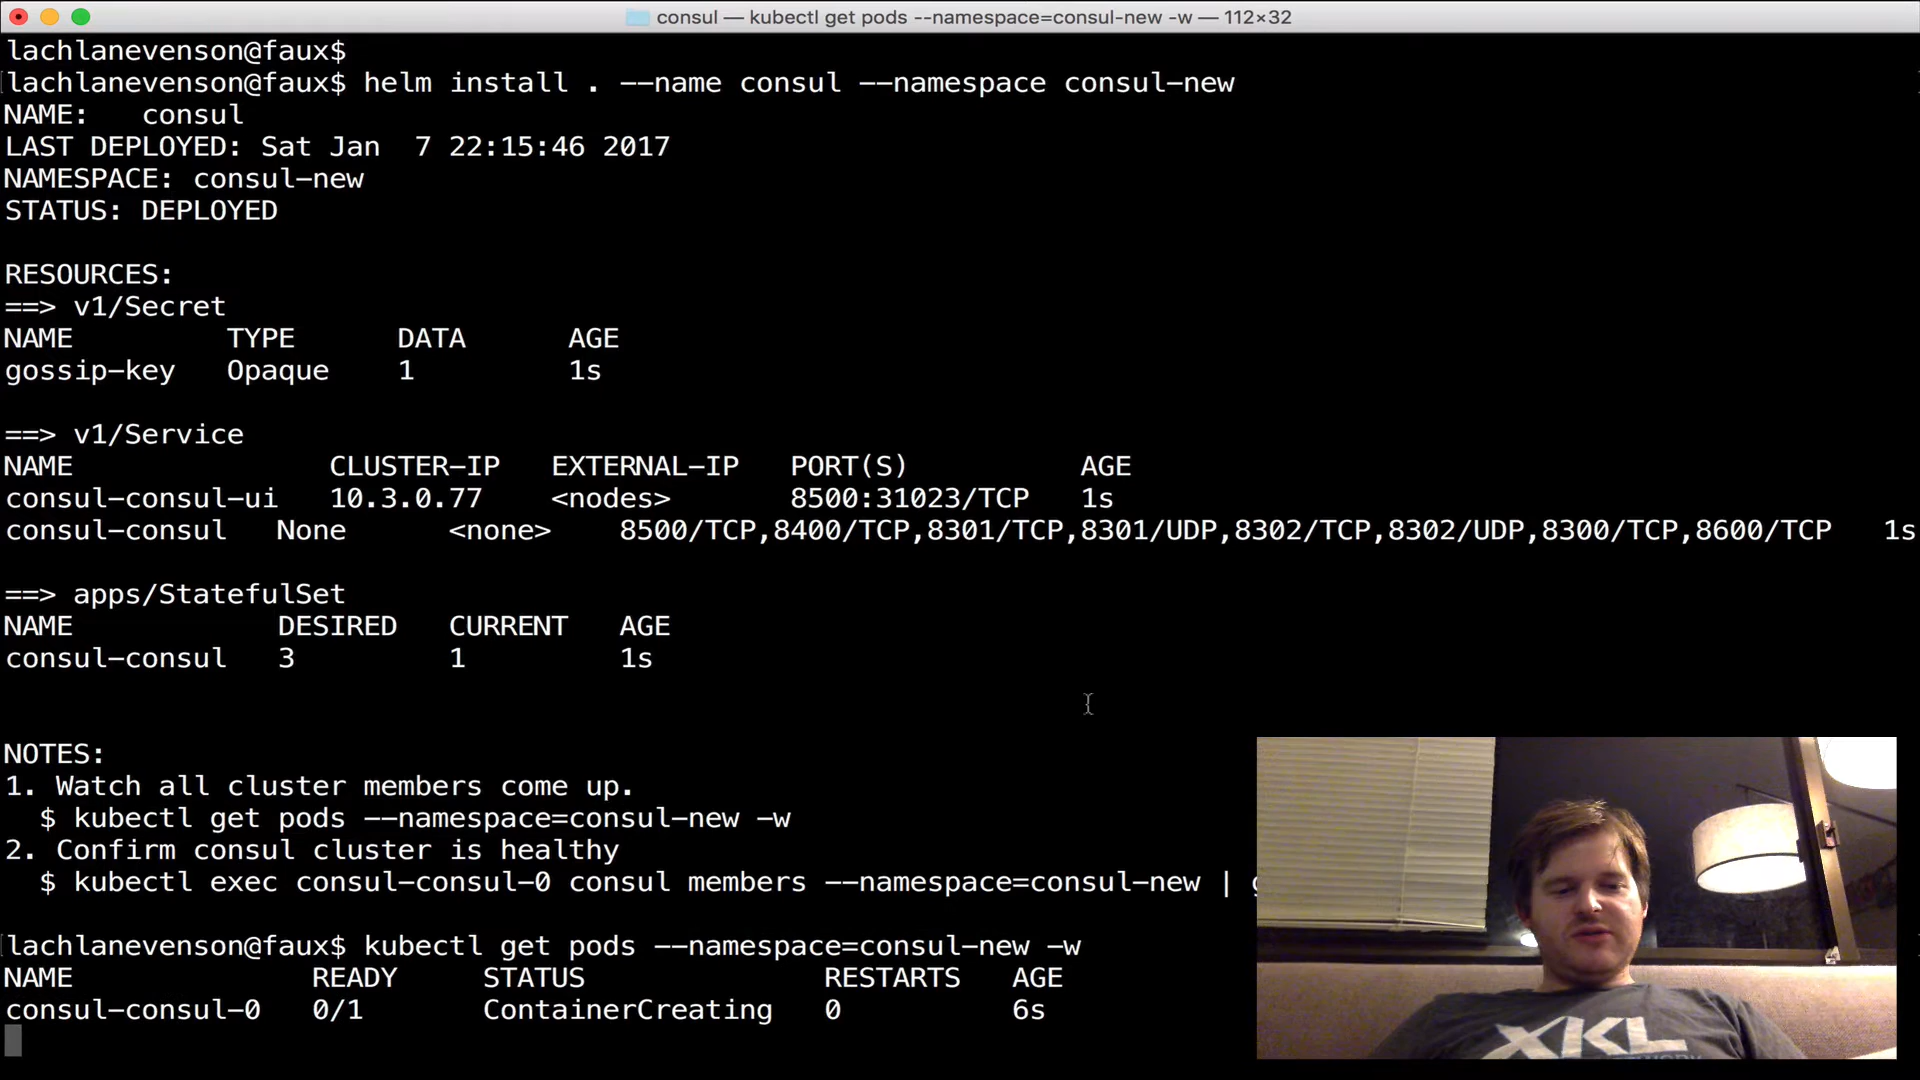 consul — kubectl get pods --namespace=consul-new -w — 112×32
lachlanevenson@faux$
lachlanevenson@faux$ helm install . --name consul --namespace consul-new
NAME:   consul
LAST DEPLOYED: Sat Jan  7 22:15:46 2017
NAMESPACE: consul-new
STATUS: DEPLOYED
RESOURCES:
==> v1/Secret
NAME         TYPE      DATA      AGE
gossip-key   Opaque    1         1s
==> v1/Service
NAME               CLUSTER-IP   EXTERNAL-IP   PORT(S)          AGE
consul-consul-ui   10.3.0.77    <nodes>       8500:31023/TCP   1s
consul-consul   None      <none>    8500/TCP,8400/TCP,8301/TCP,8301/UDP,8302/TCP,8302/UDP,8300/TCP,8600/TCP   1s
==> apps/StatefulSet
NAME            DESIRED   CURRENT   AGE
consul-consul   3         1         1s
NOTES:
1. Watch all cluster members come up.
  $ kubectl get pods --namespace=consul-new -w
2. Confirm consul cluster is healthy
  $ kubectl exec consul-consul-0 consul members --namespace=consul-new |
lachlanevenson@faux$ kubectl get pods --namespace=consul-new -w
NAME              READY     STATUS              RESTARTS   AGE
consul-consul-0   0/1       ContainerCreating   0          6s
XKL